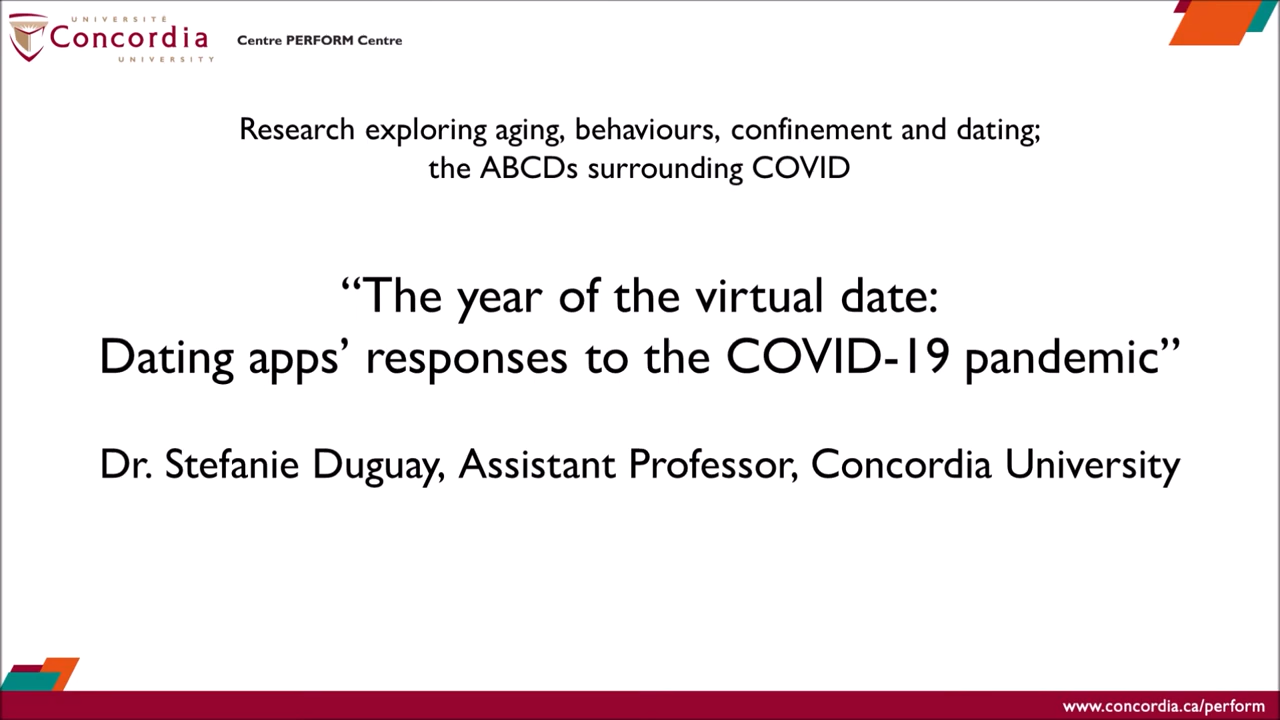 UNIVERSITÉ
Concordia
UNIVERSITY
Centre PERFORM Centre
Research exploring aging, behaviours, confinement and dating;
the ABCDs surrounding COVID
“The year of the virtual date:
Dating apps’ responses to the COVID-19 pandemic”
Dr. Stefanie Duguay, Assistant Professor, Concordia University
www.concordia.ca/perform